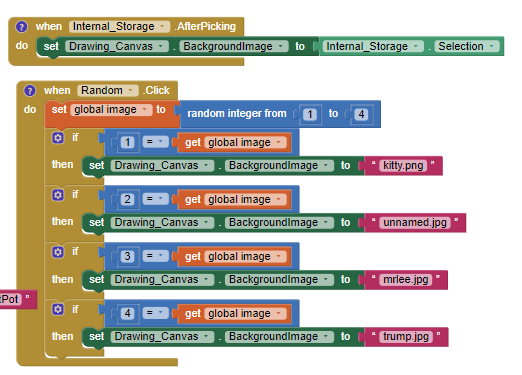 when Internal_Storage .AfterPicking
do set Drawing_Canvas . BackgroundImage to Internal_Storage . Selection
when Random .Click
do set global image to random integer from 1 to 4
if 1 = get global image
then set Drawing_Canvas . BackgroundImage to " kitty.png "
if 2 = get global image
then set Drawing_Canvas . BackgroundImage to " unnamed.jpg "
if 3 = get global image
then set Drawing_Canvas . BackgroundImage to " mrlee.jpg "
Pot "
if 4 = get global image
then set Drawing_Canvas . BackgroundImage to " trump.jpg "